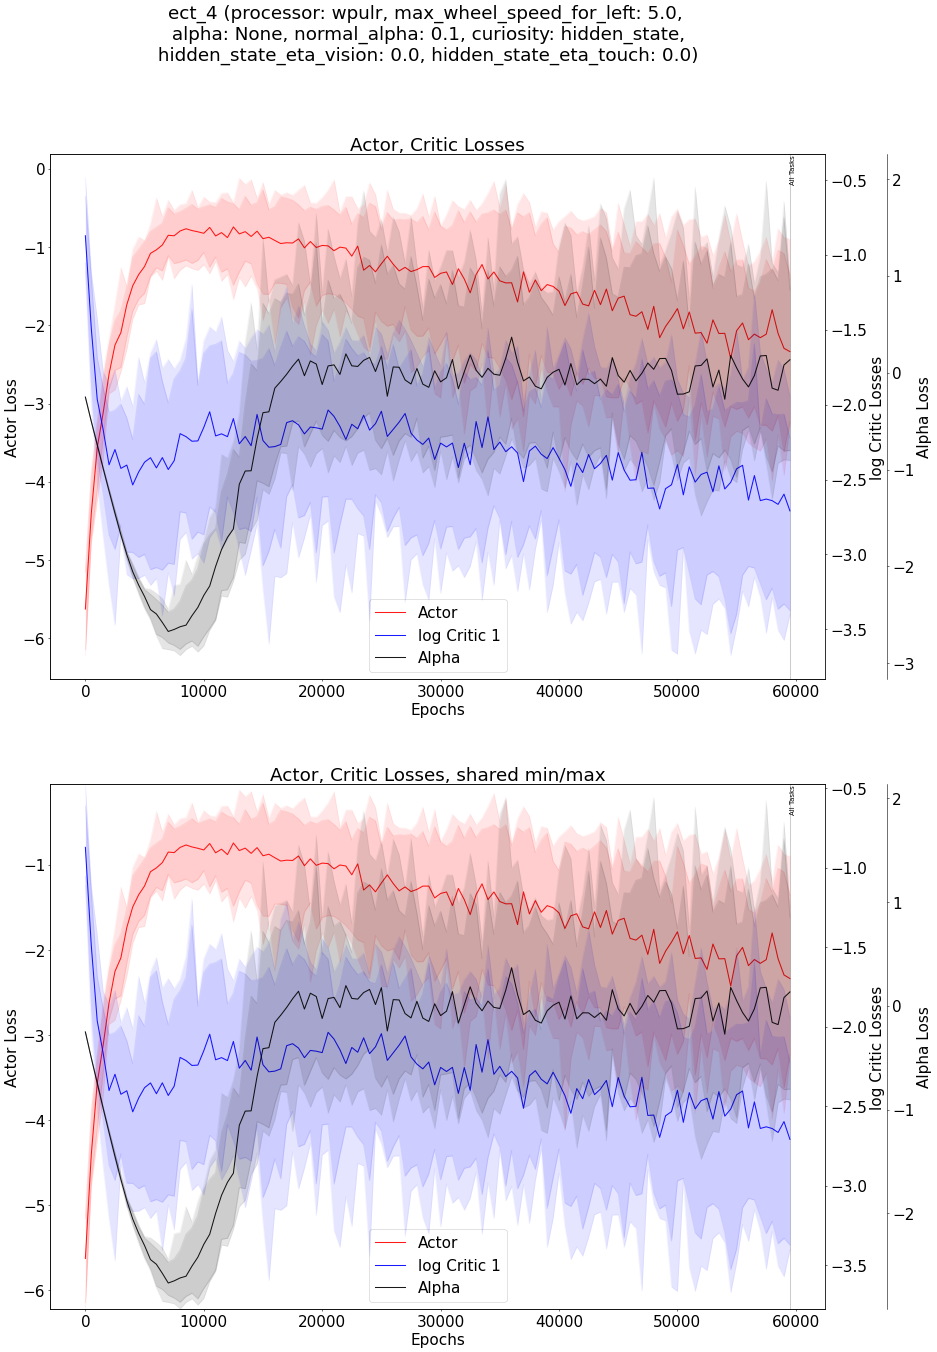 ect_4 (processor: wpulr, max_wheel_speed_for_left: 5.0,
alpha: None, normal_alpha: 0.1, curiosity: hidden_state,
hidden_state_eta_vision: 0.0, hidden_state_eta_touch: 0.0)
Actor, Critic Losses
All Tasks
0
−1
−2
−3
−4
−5
−6
Actor Loss
−0.5
−1.0
−1.5
−2.0
−2.5
−3.0
−3.5
log Critic Losses
2
1
0
−1
−2
−3
Alpha Loss
Actor
log Critic 1
Alpha
0 10000 20000 30000 40000 50000 60000
Epochs
Actor, Critic Losses, shared min/max
All Tasks
−1
−2
−3
−4
−5
−6
Actor Loss
−0.5
−1.0
−1.5
−2.0
−2.5
−3.0
−3.5
log Critic Losses
2
1
0
−1
−2
Alpha Loss
Actor
log Critic 1
Alpha
0 10000 20000 30000 40000 50000 60000
Epochs